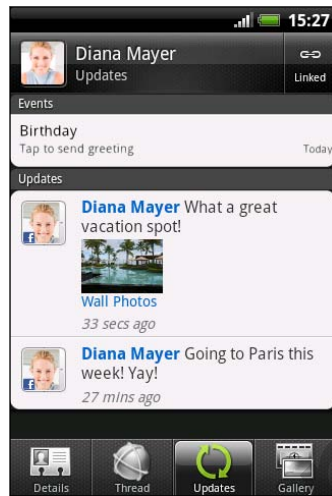 15:27
Diana Mayer
Updates
Linked
Events
Birthday
Tap to send greeting
Today
Updates
Diana Mayer What a great
vacation spot!
Wall Photos
33 secs ago
Diana Mayer Going to Paris this
week! Yay!
27 mins ago
Details
Thread
Updates
Gallery